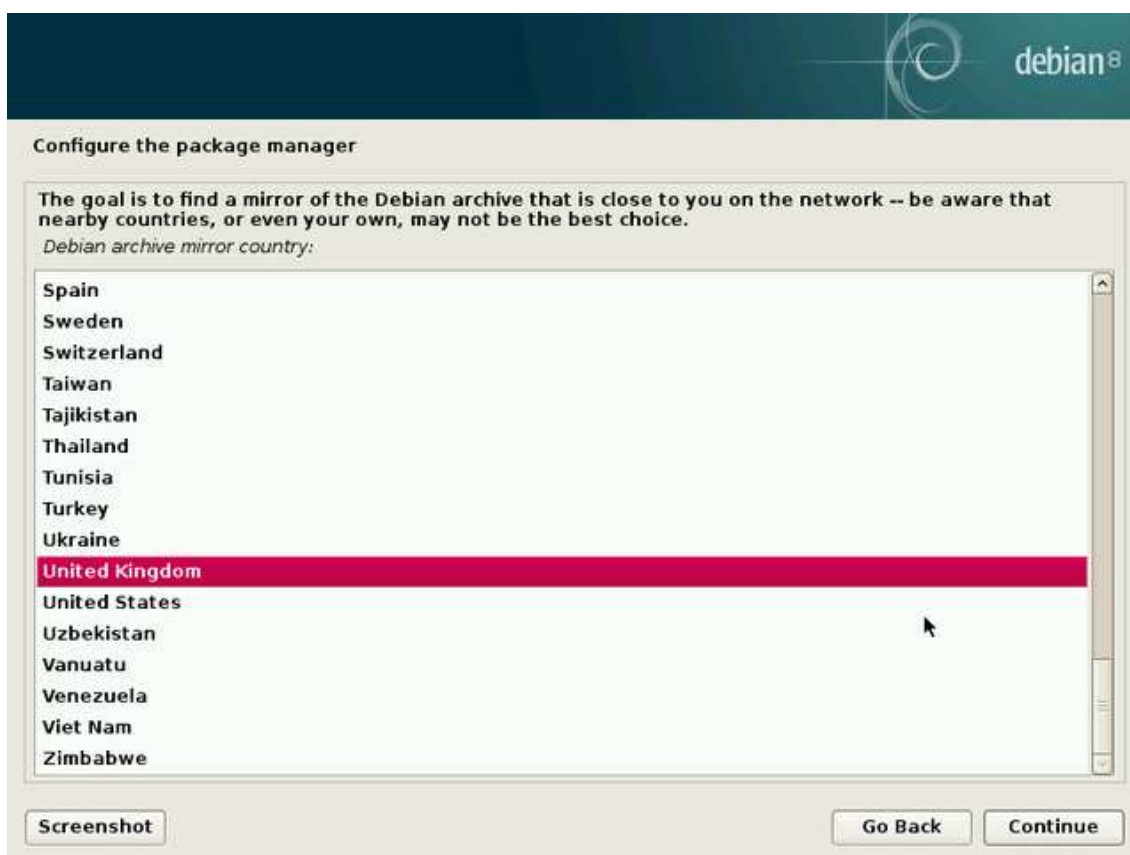 debian 8
Configure the package manager
The goal is to find a mirror of the Debian archive that is close to you on the network -- be aware that
nearby countries, or even your own, may not be the best choice.
Debian archive mirror country:
Spain
Sweden
Switzerland
Taiwan
Tajikistan
Thailand
Tunisia
Turkey
Ukraine
United Kingdom
United States
Uzbekistan
Vanuatu
Venezuela
Viet Nam
Zimbabwe
Screenshot
Go Back
Continue